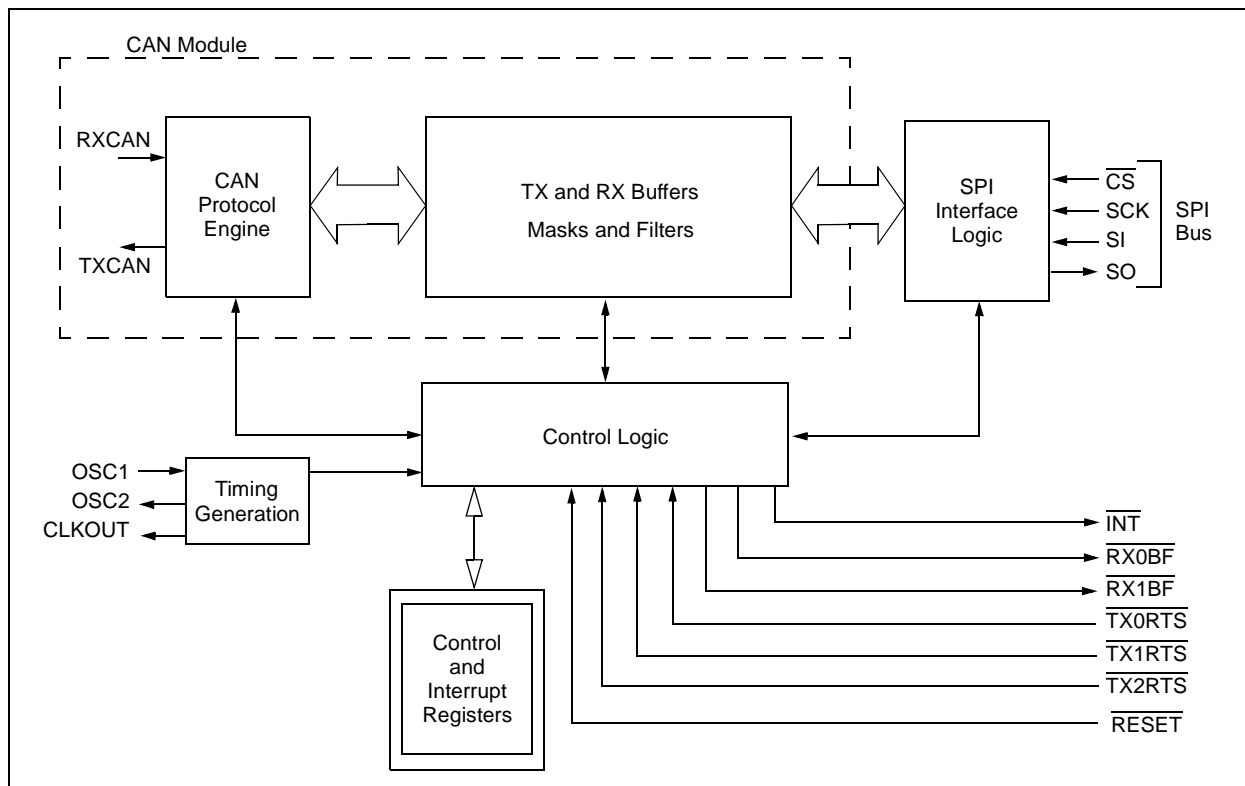 CAN Module
RXCAN
TXCAN
CAN
Protocol
Engine
TX and RX Buffers
Masks and Filters
SPI
Interface
Logic
CS
SCK
SI
SO
SPI
Bus
Control Logic
OSC1
OSC2
CLKOUT
Timing
Generation
Control
and
Interrupt
Registers
INT
RX0BF
RX1BF
TX0RTS
TX1RTS
TX2RTS
RESET